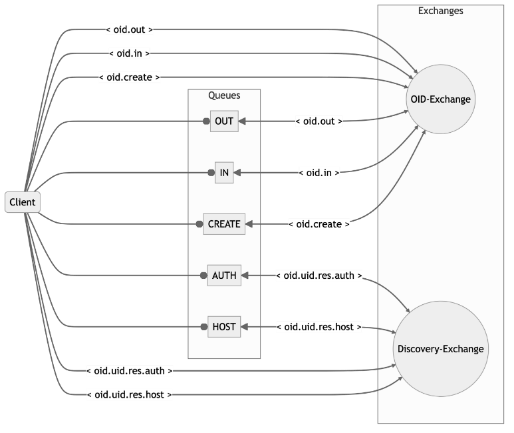 Exchanges
< oid.out >
< oid.in >
< oid.create >
OID-Exchange
Queues
OUT
< oid.out >
IN
< oid.in >
Client
CREATE
< oid.create >
AUTH
< oid.uid.res.auth >
HOST
< oid.uid.res.host >
Discovery-Exchange
< oid.uid.res.auth >
< oid.uid.res.host >